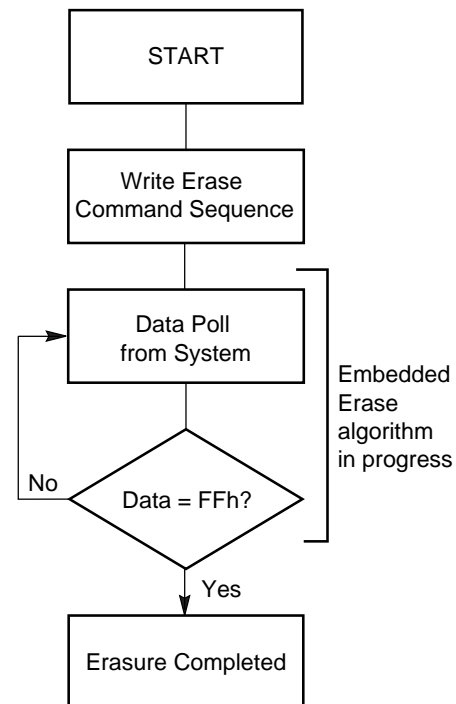 START
Write Erase
Command Sequence
Data Poll
from System
Embedded
Erase
algorithm
in progress
No
Data = FFh?
Yes
Erasure Completed